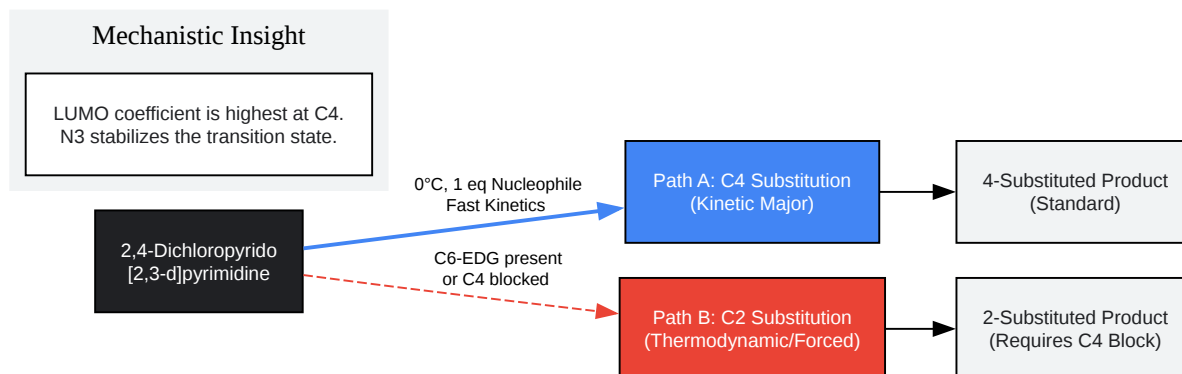 Mechanistic Insight
LUMO coefficient is highest at C4.
N3 stabilizes the transition state.
2,4-Dichloropyrido
[2,3-d]pyrimidine
0°C, 1 eq Nucleophile
Fast Kinetics
C6-EDG present
or C4 blocked
Path A: C4 Substitution
(Kinetic Major)
4-Substituted Product
(Standard)
Path B: C2 Substitution
(Thermodynamic/Forced)
2-Substituted Product
(Requires C4 Block)